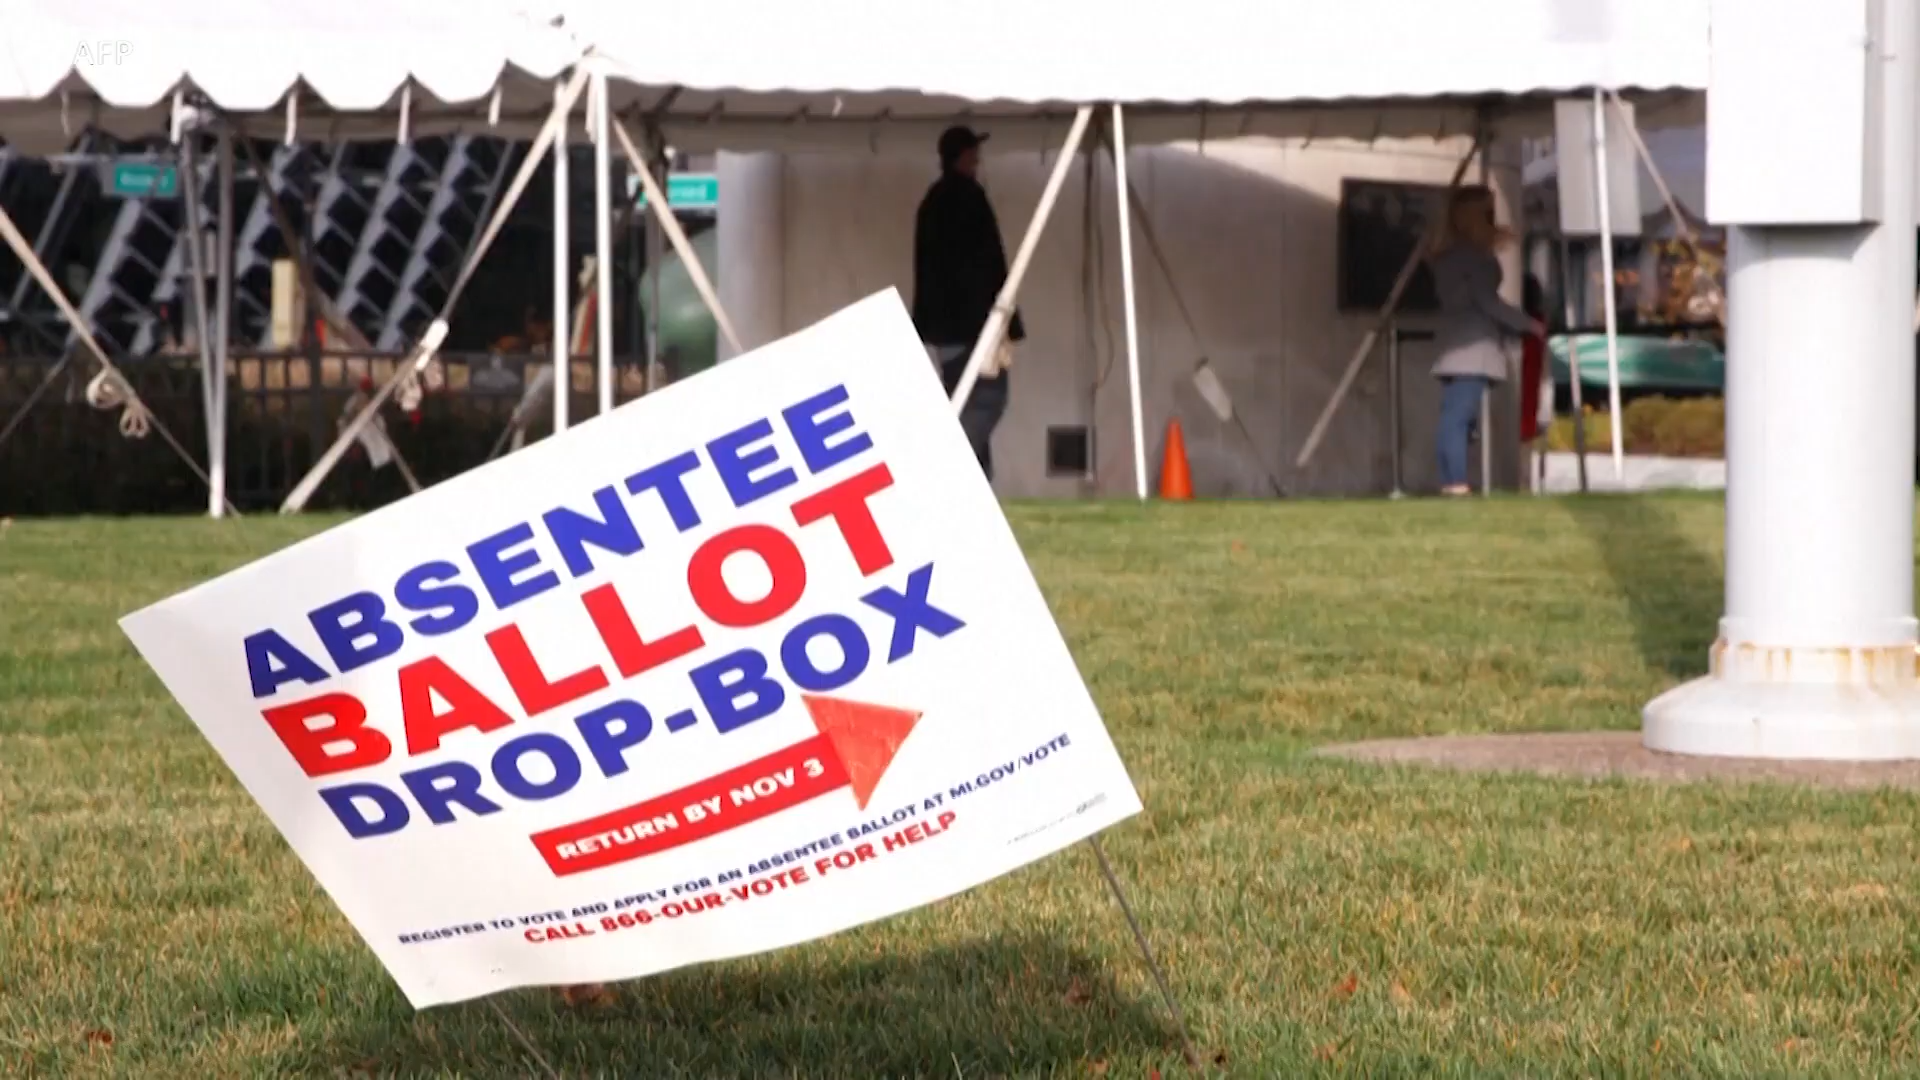 AFP
ABSENTEE
BALLOT
DROP-BOX
RETURN BY NOV 3
REGISTER TO VOTE AND APPLY FOR AN ABSENTEE BALLOT AT MI.GOV/VOTE
CALL 866-OUR-VOTE FOR HELP